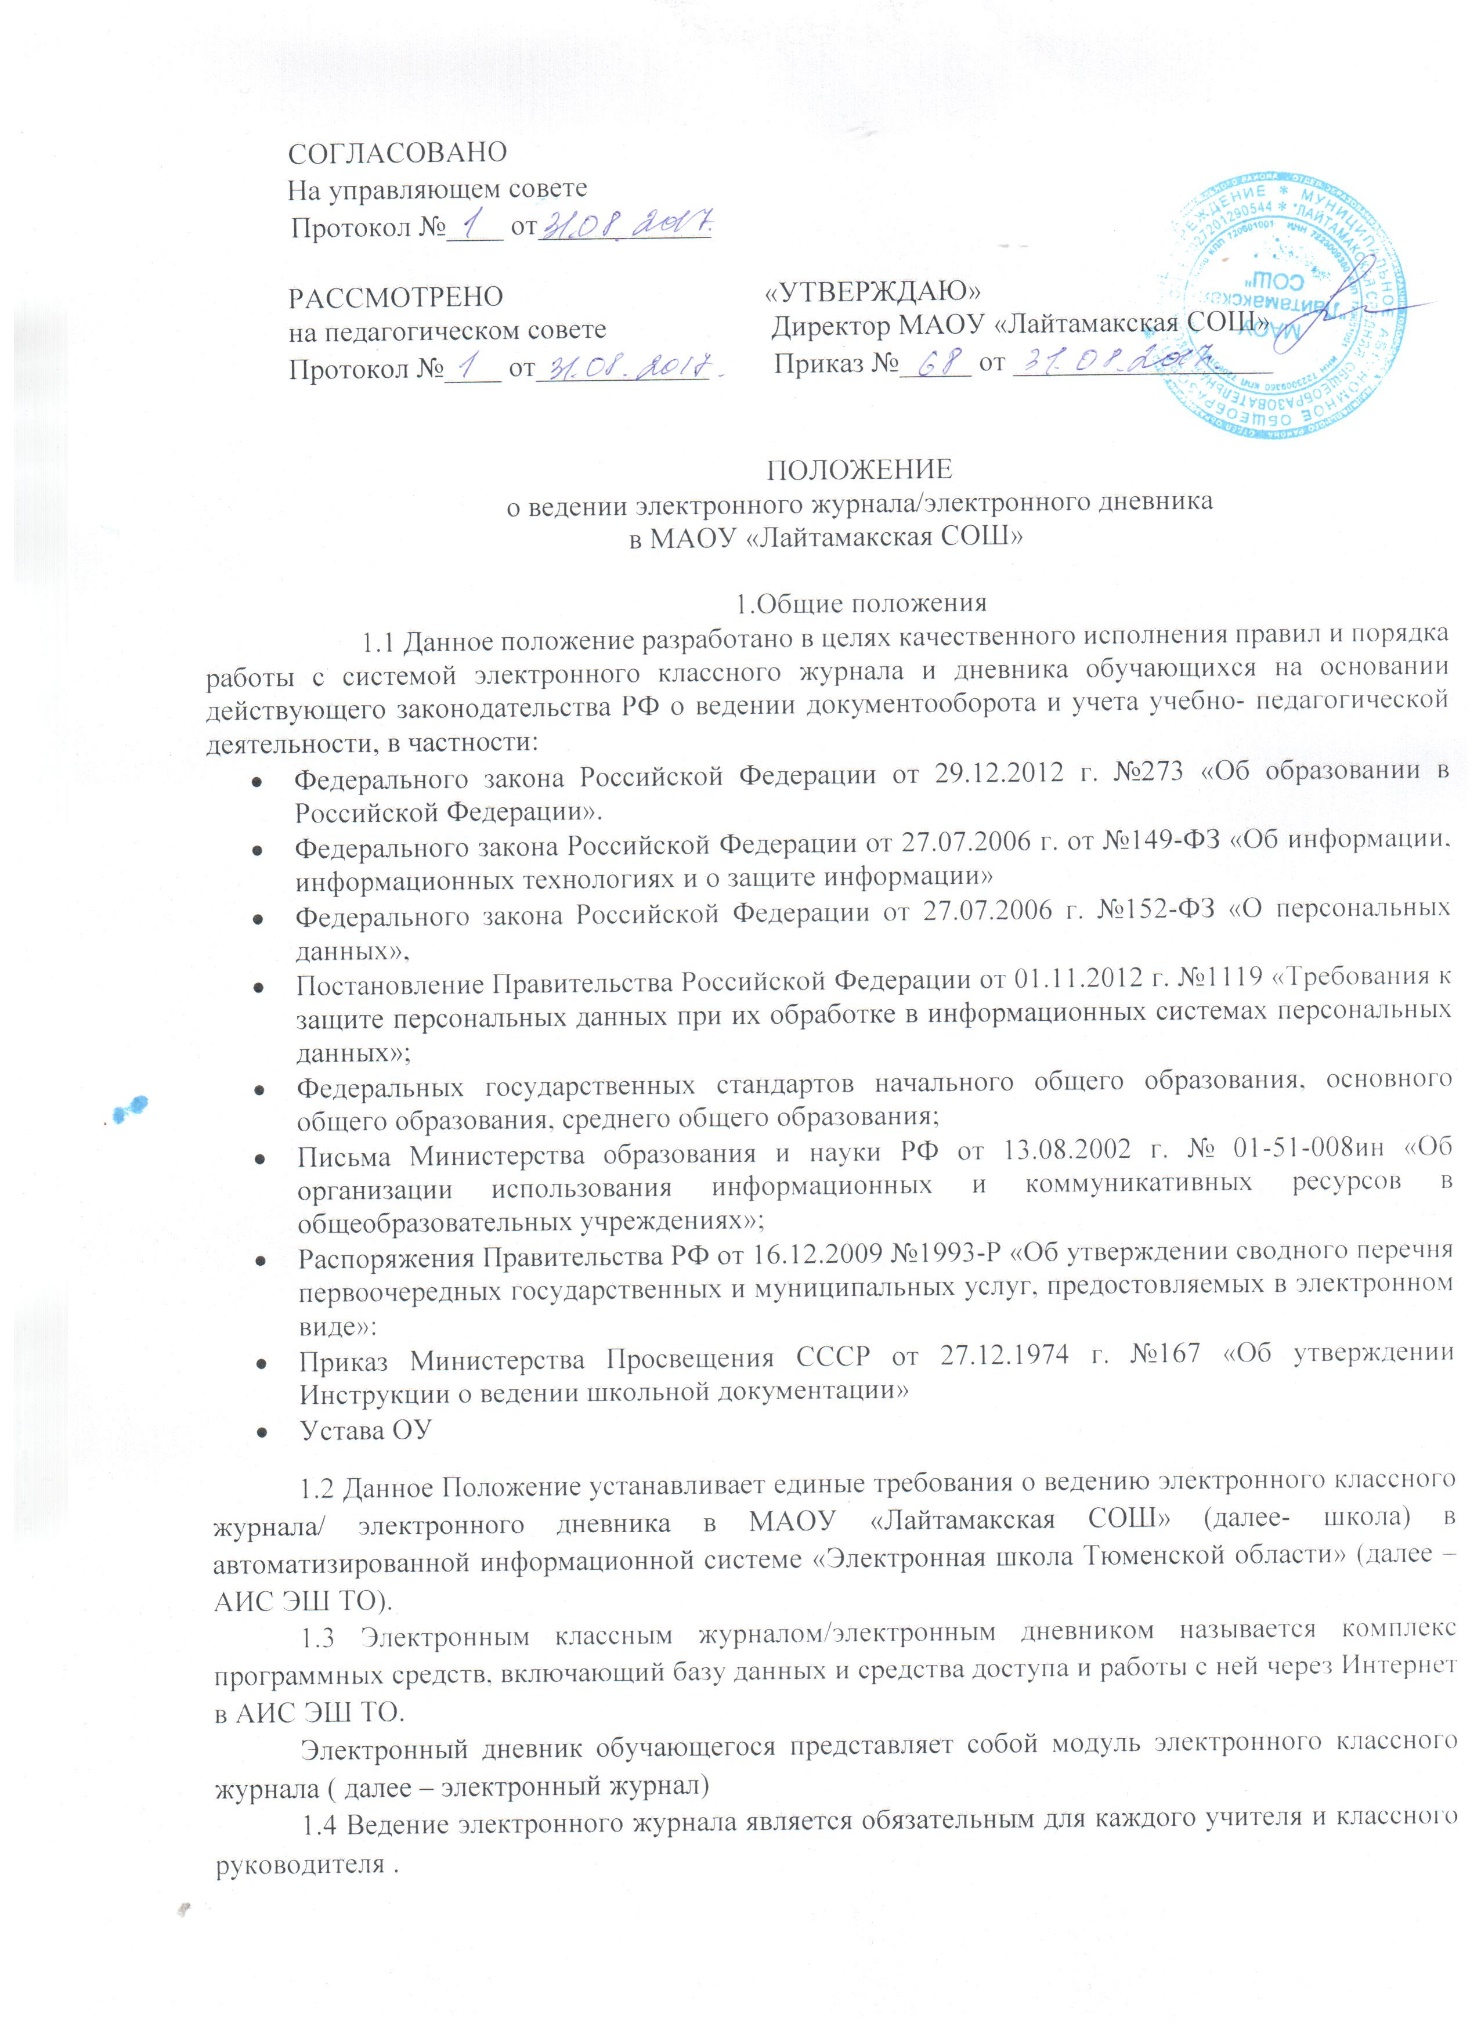 СОГЛАСОВАНО
На управляющем совете
Протокол №____ от 31.08.2017.
1
РАССМОТРЕНО
«УТВЕРЖДАЮ»
на педагогическом совете
Директор МАОУ «Лайтамакская СОШ»
Протокол № 1 от 31.08.2017.
Приказ № 68 от 31.08.2017.
МАОУ
"Лайтамакская
СОШ"
ПОЛОЖЕНИЕ
о ведении электронного журнала/электронного дневника
в МАОУ «Лайтамакская СОШ»
1.Общие положения
1.1 Данное положение разработано в целях качественного исполнения правил и порядка
работы с системой электронного классного журнала и дневника обучающихся на основании
действующего законодательства РФ о ведении документооборота и учета учебно- педагогической
деятельности, в частности:
• Федерального закона Российской Федерации от 29.12.2012 г. №273 «Об образовании в
Российской Федерации».
• Федерального закона Российской Федерации от 27.07.2006 г. от №149-ФЗ «Об информации,
информационных технологиях и о защите информации»
• Федерального закона Российской Федерации от 27.07.2006 г. №152-ФЗ «О персональных
данных»,
• Постановление Правительства Российской Федерации от 01.11.2012 г. №1119 «Требования к
защите персональных данных при их обработке в информационных системах персональных
данных»;
• Федеральных государственных стандартов начального общего образования, основного
общего образования, среднего общего образования;
• Письма Министерства образования и науки РФ от 13.08.2002 г. № 01-51-008ин «Об
организации использования информационных и коммуникативных ресурсов в
общеобразовательных учреждениях»;
• Распоряжения Правительства РФ от 16.12.2009 №1993-Р «Об утверждении сводного перечня
первоочередных государственных и муниципальных услуг, предостовляемых в электронном
виде»:
• Приказ Министерства Просвещения СССР от 27.12.1974 г. №167 «Об утверждении
Инструкции о ведении школьной документации»
• Устава ОУ
1.2 Данное Положение устанавливает единые требования о ведению электронного классного
журнала/ электронного дневника в МАОУ «Лайтамакская СОШ» (далее- школа) в
автоматизированной информационной системе «Электронная школа Тюменской области» (далее –
АИС ЭШ ТО).
1.3 Электронным классным журналом/электронным дневником называется комплекс
программных средств, включающий базу данных и средства доступа и работы с ней через Интернет
в АИС ЭШ ТО.
Электронный дневник обучающегося представляет собой модуль электронного классного
журнала ( далее – электронный журнал)
1.4 Ведение электронного журнала является обязательным для каждого учителя и классного
руководителя .